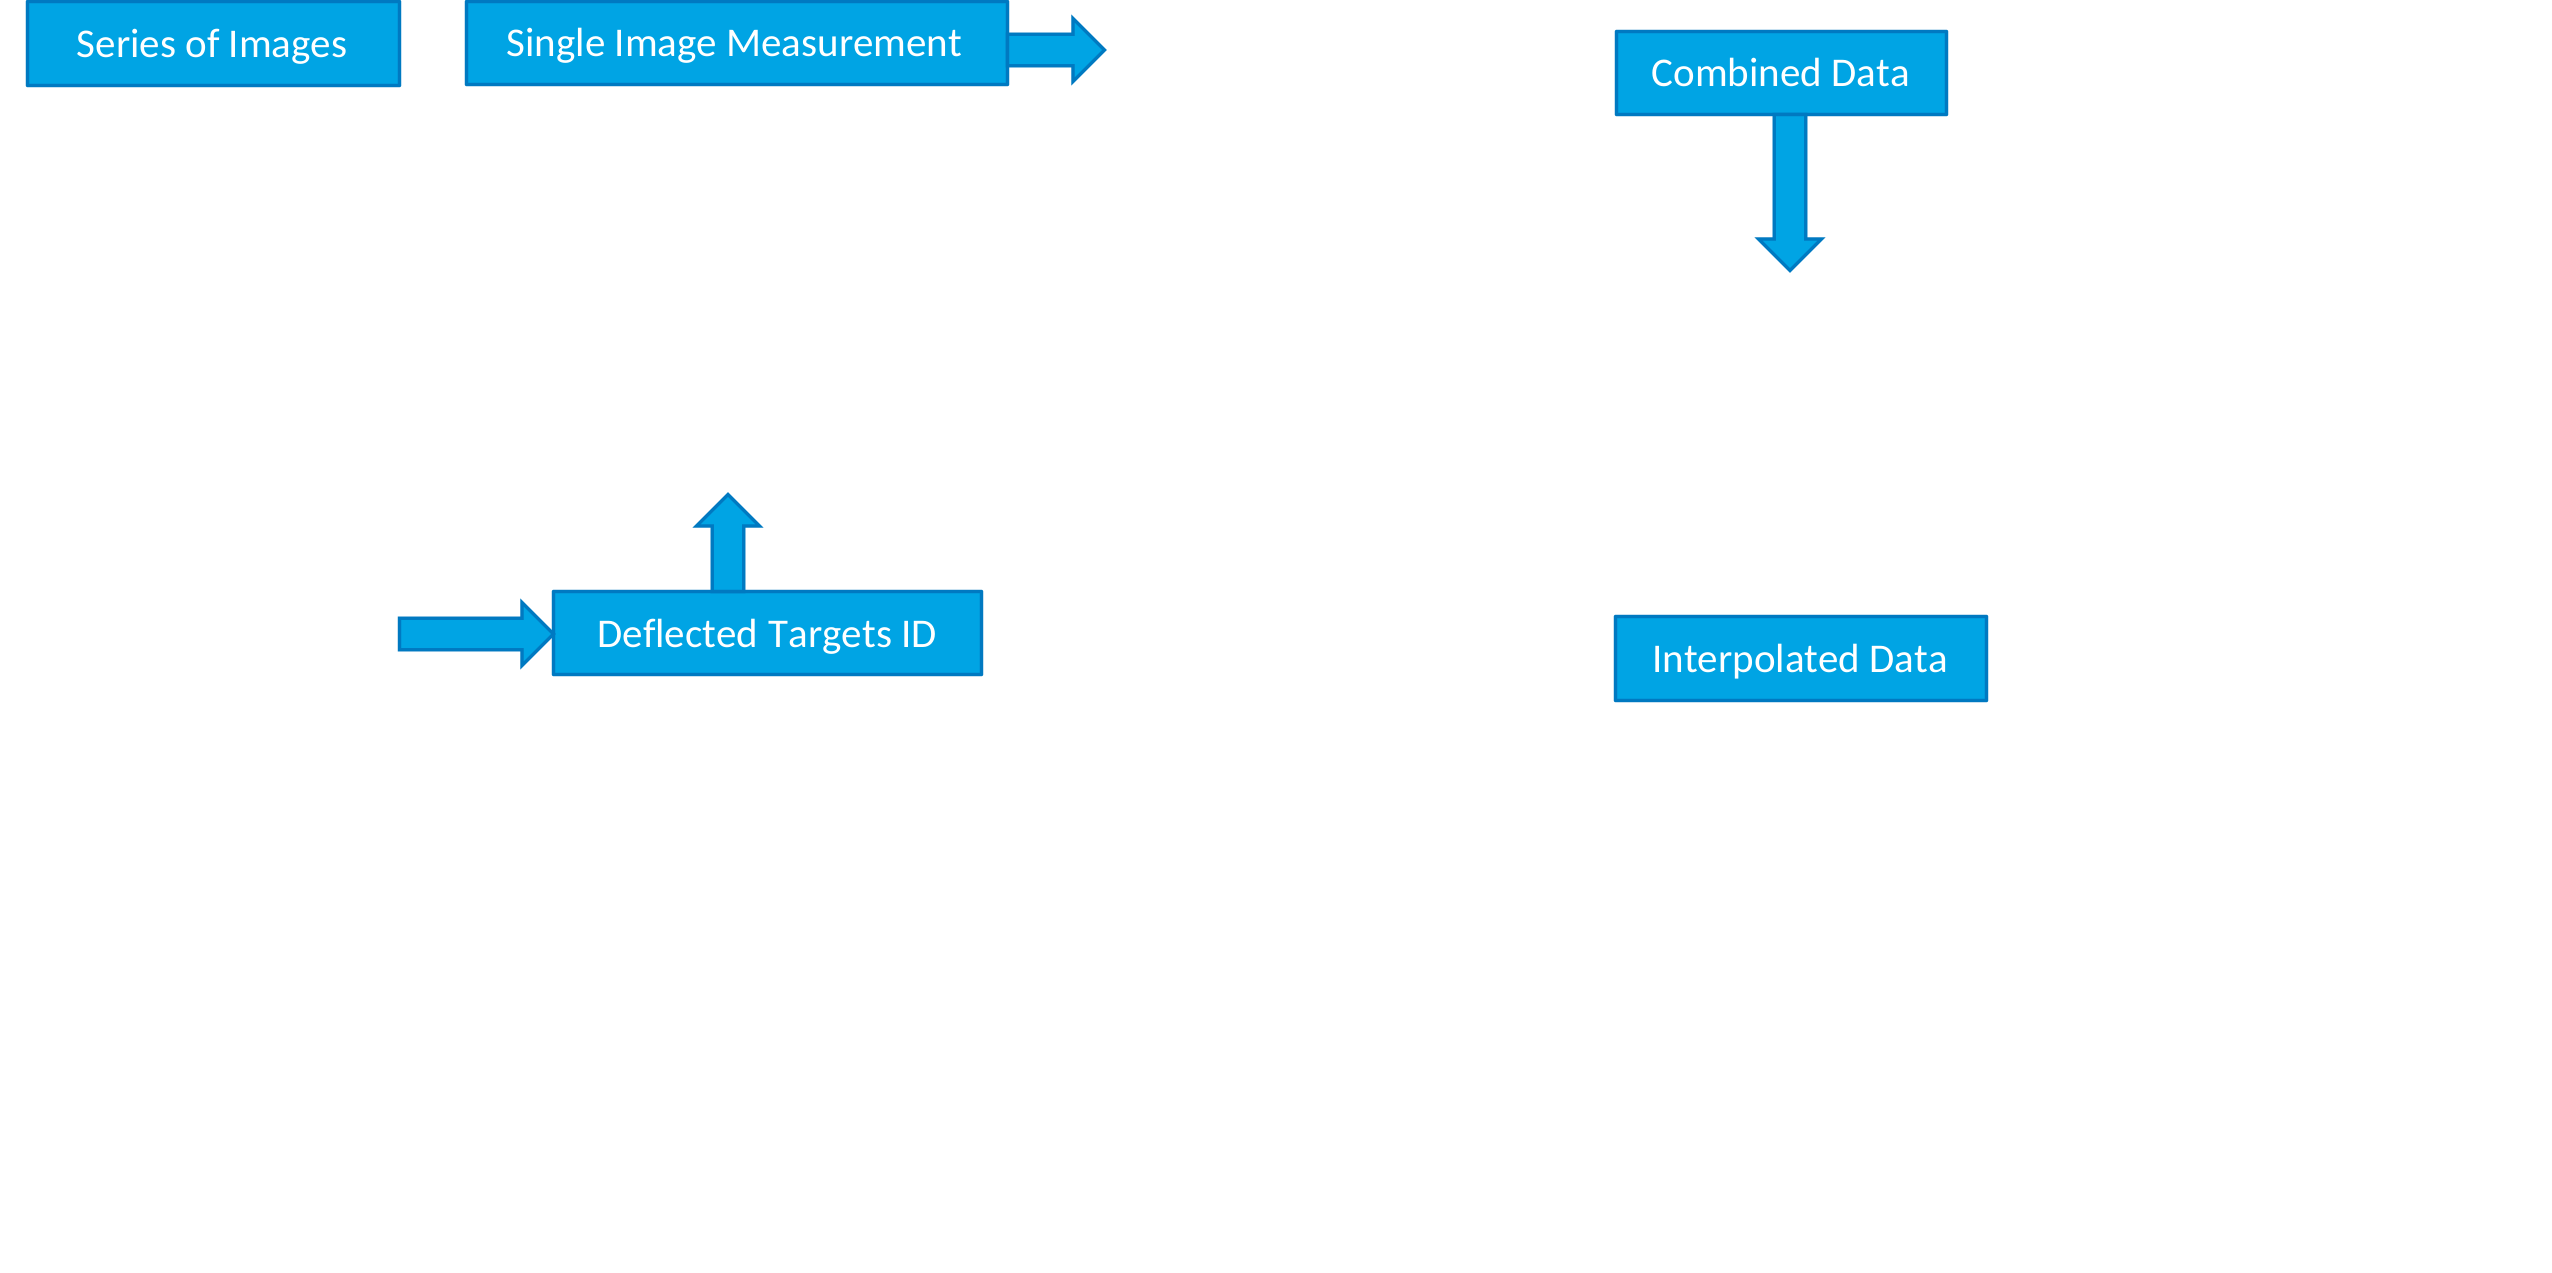 Series of Images
Single Image Measurement
Combined Data
Deflected Targets ID
Interpolated Data